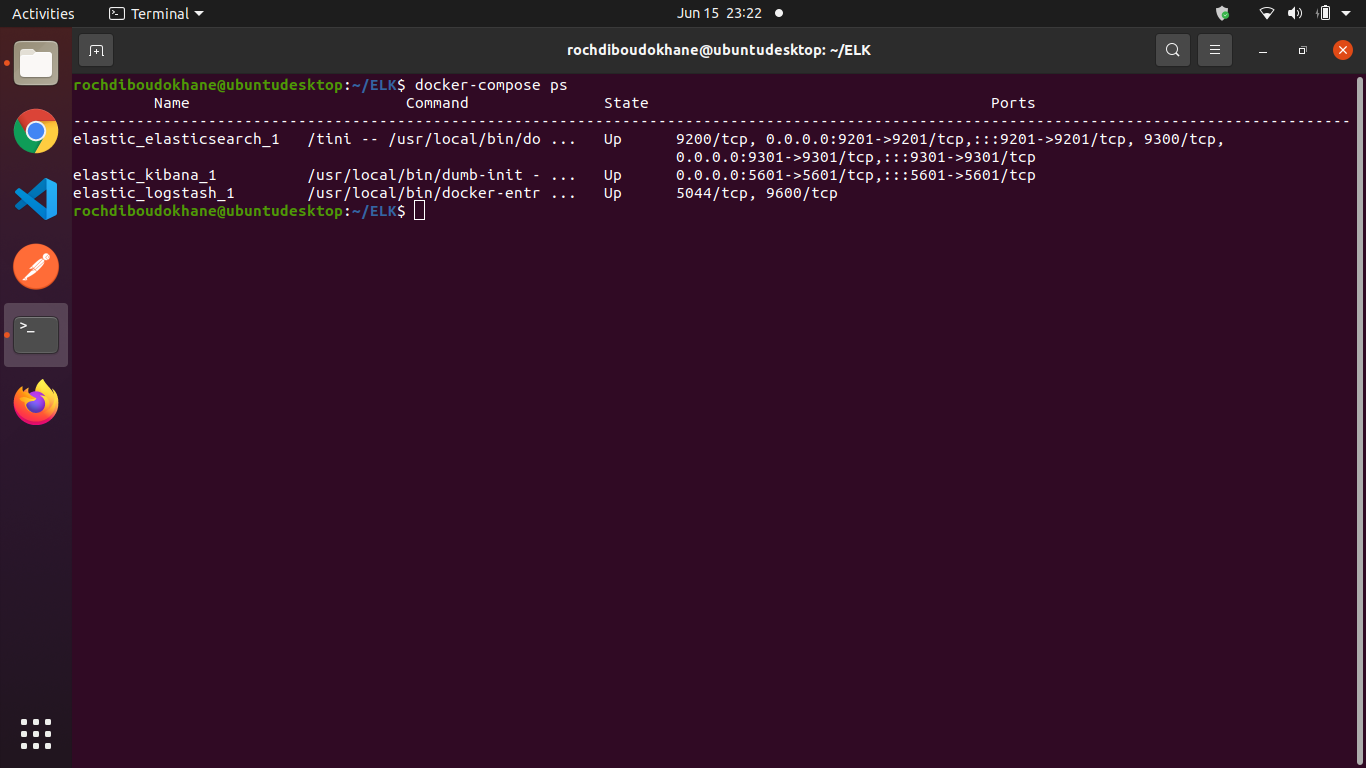 Activities Terminal Jun 15 23:22
rochdiboudokhane@ubuntudesktop: ~/ELK
rochdiboudokhane@ubuntudesktop:~/ELK$ docker-compose ps
Name Command State Ports
--------------------------------------------------------------------------------------------------------------------------------------------
elastic_elasticsearch_1 /tini -- /usr/local/bin/do ... Up 9200/tcp, 0.0.0.0:9201->9201/tcp,:::9201->9201/tcp, 9300/tcp,
0.0.0.0:9301->9301/tcp,:::9301->9301/tcp
elastic_kibana_1 /usr/local/bin/dumb-init - ... Up 0.0.0.0:5601->5601/tcp,:::5601->5601/tcp
elastic_logstash_1 /usr/local/bin/docker-entr ... Up 5044/tcp, 9600/tcp
rochdiboudokhane@ubuntudesktop:~/ELK$
>_